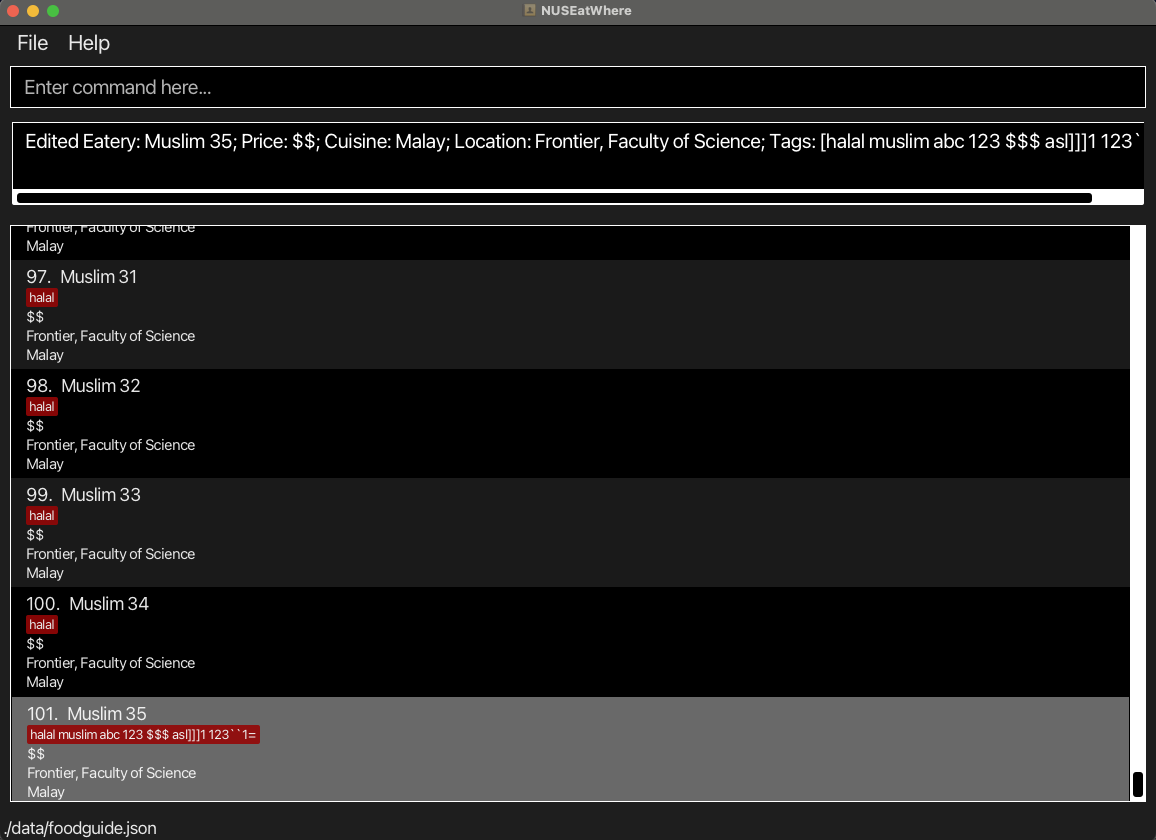 NUSEatWhere
File Help
Enter command here...
Edited Eatery: Muslim 35; Price: $$; Cuisine: Malay; Location: Frontier, Faculty of Science; Tags: [halal muslim abc 123 $$$ asl]]]1 123`
Frontier, Faculty of Science
Malay
97. Muslim 31
halal
$$
Frontier, Faculty of Science
Malay
98. Muslim 32
halal
$$
Frontier, Faculty of Science
Malay
99. Muslim 33
halal
$$
Frontier, Faculty of Science
Malay
100. Muslim 34
halal
$$
Frontier, Faculty of Science
Malay
101. Muslim 35
halal muslim abc 123 $$$ asl]]]1 123``1=
$$
Frontier, Faculty of Science
Malay
./data/foodguide.json